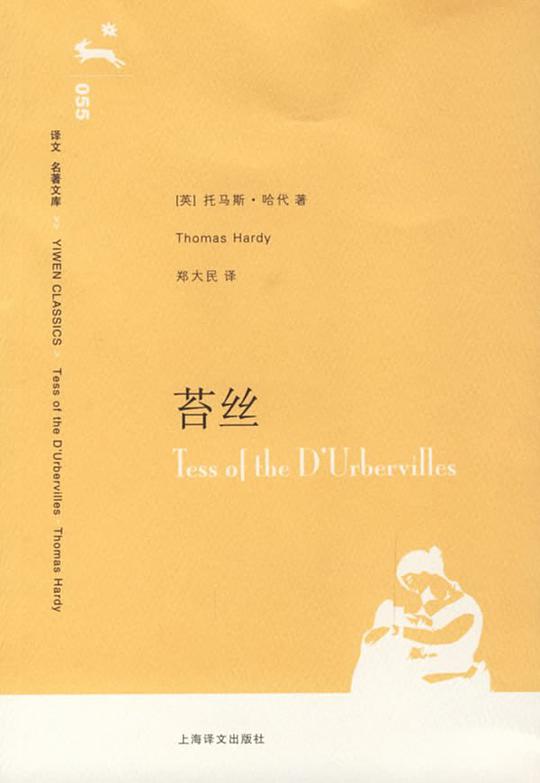 055
译文 名著文库 >> YIWEN CLASSICS > Tess of the D'Urbervilles Thomas Hardy
[英] 托马斯·哈代 著
Thomas Hardy
郑大民 译
苔丝
Tess of the D'Urbervilles
上海译文出版社